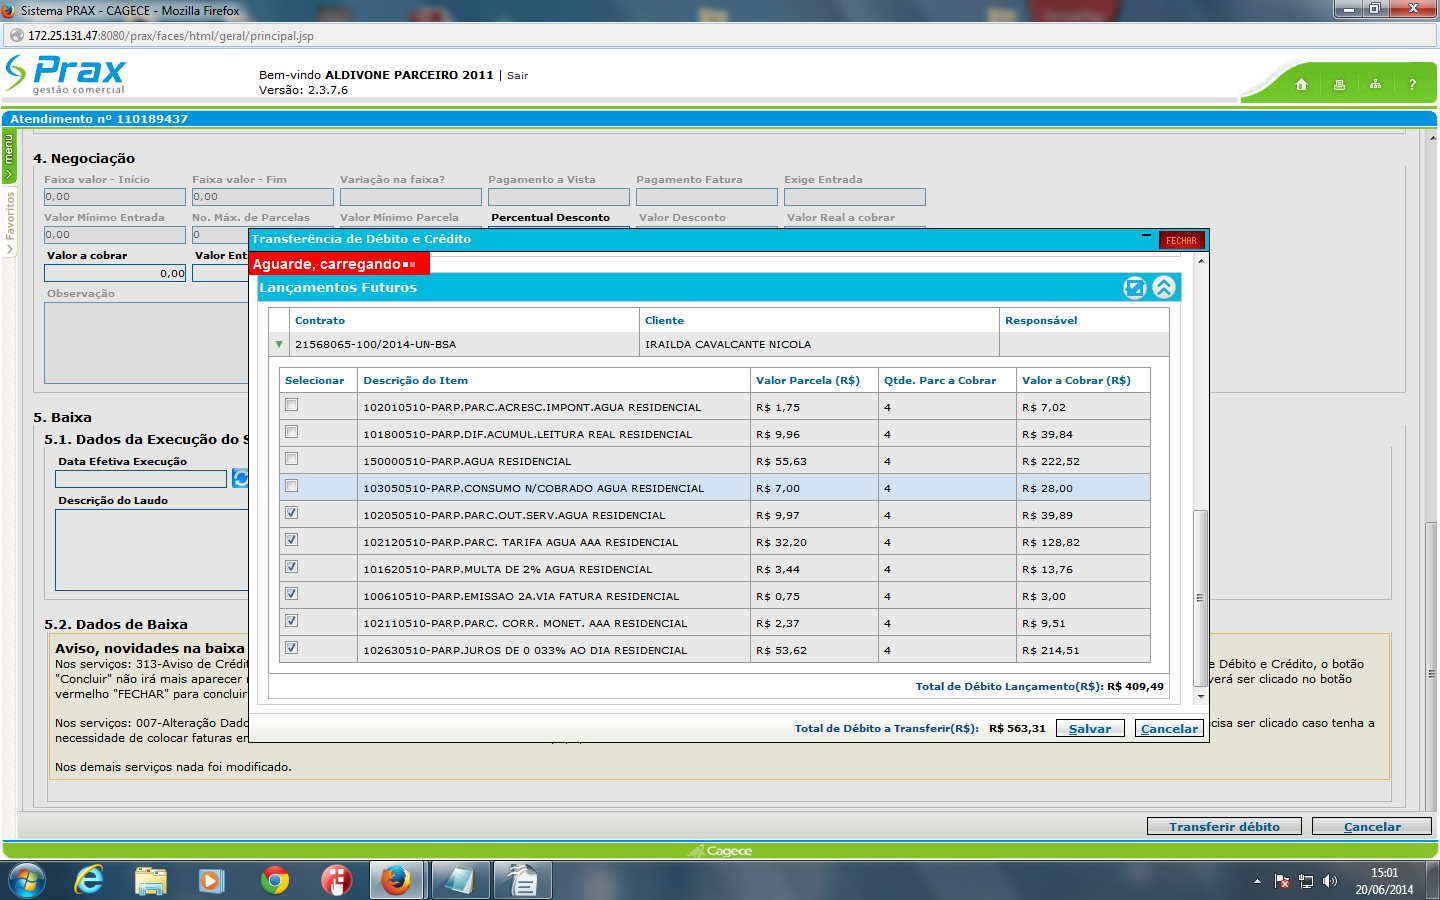 Sistema PRAX - CAGECE - Mozilla Firefox
172.25.131.47:8080/prax/faces/html/geral/principal.jsp
Prax
gestão comercial
Bem-vindo ALDIVONE PARCEIRO 2011 | Sair
Versão: 2.3.7.6
?
Atendimento nº 110189437
menu
Favoritos
4. Negociação
Faixa valor - Início Faixa valor - Fim Variação na faixa? Pagamento a Vista Pagamento Fatura Exige Entrada
0,00 0,00
Valor Mínimo Entrada No. Máx. de Parcelas Valor Mínimo Parcela Percentual Desconto Valor Desconto Valor Real a cobrar
0,00 0
Valor a cobrar Valor Ent
0,00
Observação
5. Baixa
5.1. Dados da Execução do S
Data Efetiva Execução
Descrição do Laudo
5.2. Dados de Baixa
Aviso, novidades na baixa
Nos serviços: 313-Aviso de Crédit e Débito e Crédito, o botão
"Concluir" não irá mais aparecer verá ser clicado no botão
vermelho "FECHAR" para concluir
Nos serviços: 007-Alteração Dado cisa ser clicado caso tenha a
necessidade de colocar faturas en
Nos demais serviços nada foi modificado.
Transferência de Débito e Crédito
FECHAR
Aguarde, carregando
Lançamentos Futuros
Contrato Cliente Responsável
21568065-100/2014-UN-BSA IRAILDA CAVALCANTE NICOLA
Selecionar Descrição do Item Valor Parcela (R$) Qtde. Parc a Cobrar Valor a Cobrar (R$)
102010510-PARP.PARC.ACRESC.IMPONT.AGUA RESIDENCIAL R$ 1,75 4 R$ 7,02
101800510-PARP.DIF.ACUMUL.LEITURA REAL RESIDENCIAL R$ 9,96 4 R$ 39,84
150000510-PARP.AGUA RESIDENCIAL R$ 55,63 4 R$ 222,52
103050510-PARP.CONSUMO N/COBRADO AGUA RESIDENCIAL R$ 7,00 4 R$ 28,00
102050510-PARP.PARC.OUT.SERV.AGUA RESIDENCIAL R$ 9,97 4 R$ 39,89
102120510-PARP.PARC. TARIFA AGUA AAA RESIDENCIAL R$ 32,20 4 R$ 128,82
101620510-PARP.MULTA DE 2% AGUA RESIDENCIAL R$ 3,44 4 R$ 13,76
100610510-PARP.EMISSAO 2A.VIA FATURA RESIDENCIAL R$ 0,75 4 R$ 3,00
102110510-PARP.PARC. CORR. MONET. AAA RESIDENCIAL R$ 2,37 4 R$ 9,51
102630510-PARP.JUROS DE 0 033% AO DIA RESIDENCIAL R$ 53,62 4 R$ 214,51
Total de Débito Lançamento(R$): R$ 409,49
Total de Débito a Transferir(R$): R$ 563,31 Salvar Cancelar
Transferir débito Cancelar
Cagece
15:01
20/06/2014